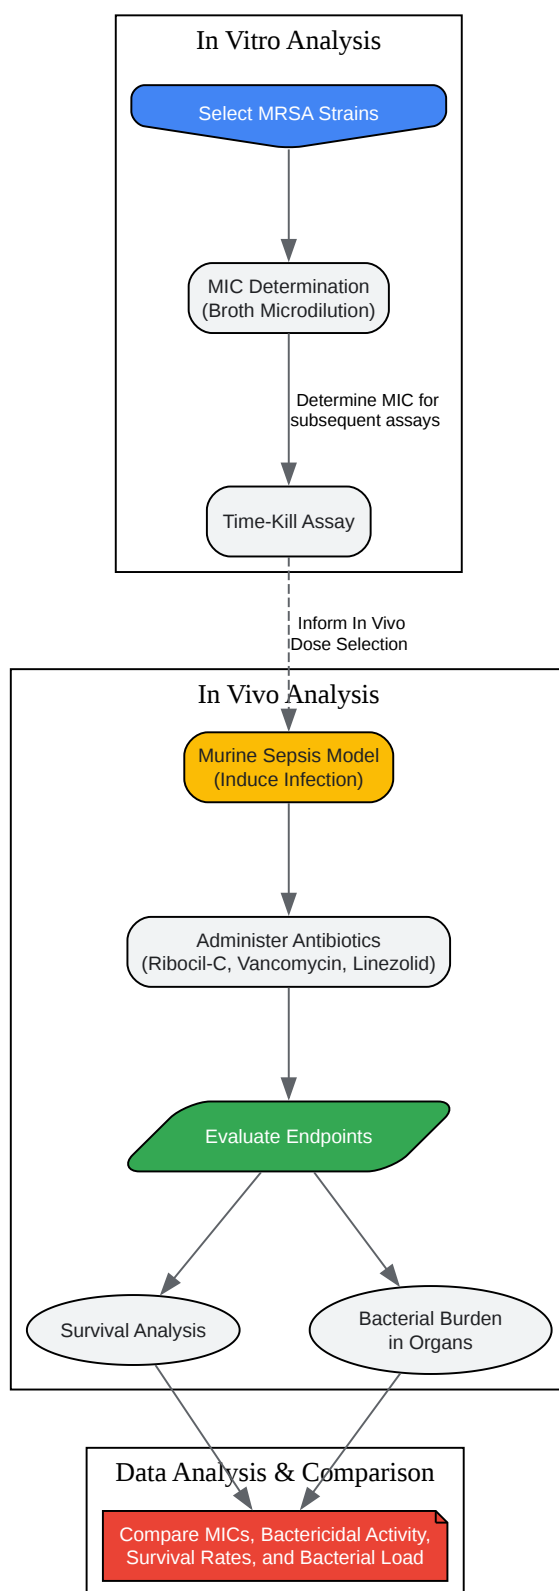 In Vitro Analysis
Select MRSA Strains
MIC Determination
(Broth Microdilution)
Determine MIC for
subsequent assays
Time-Kill Assay
Inform In Vivo
Dose Selection
In Vivo Analysis
Murine Sepsis Model
(Induce Infection)
Administer Antibiotics
(Ribocil-C, Vancomycin, Linezolid)
Evaluate Endpoints
Survival Analysis
Bacterial Burden
in Organs
Data Analysis & Comparison
Compare MICs, Bactericidal Activity,
Survival Rates, and Bacterial Load